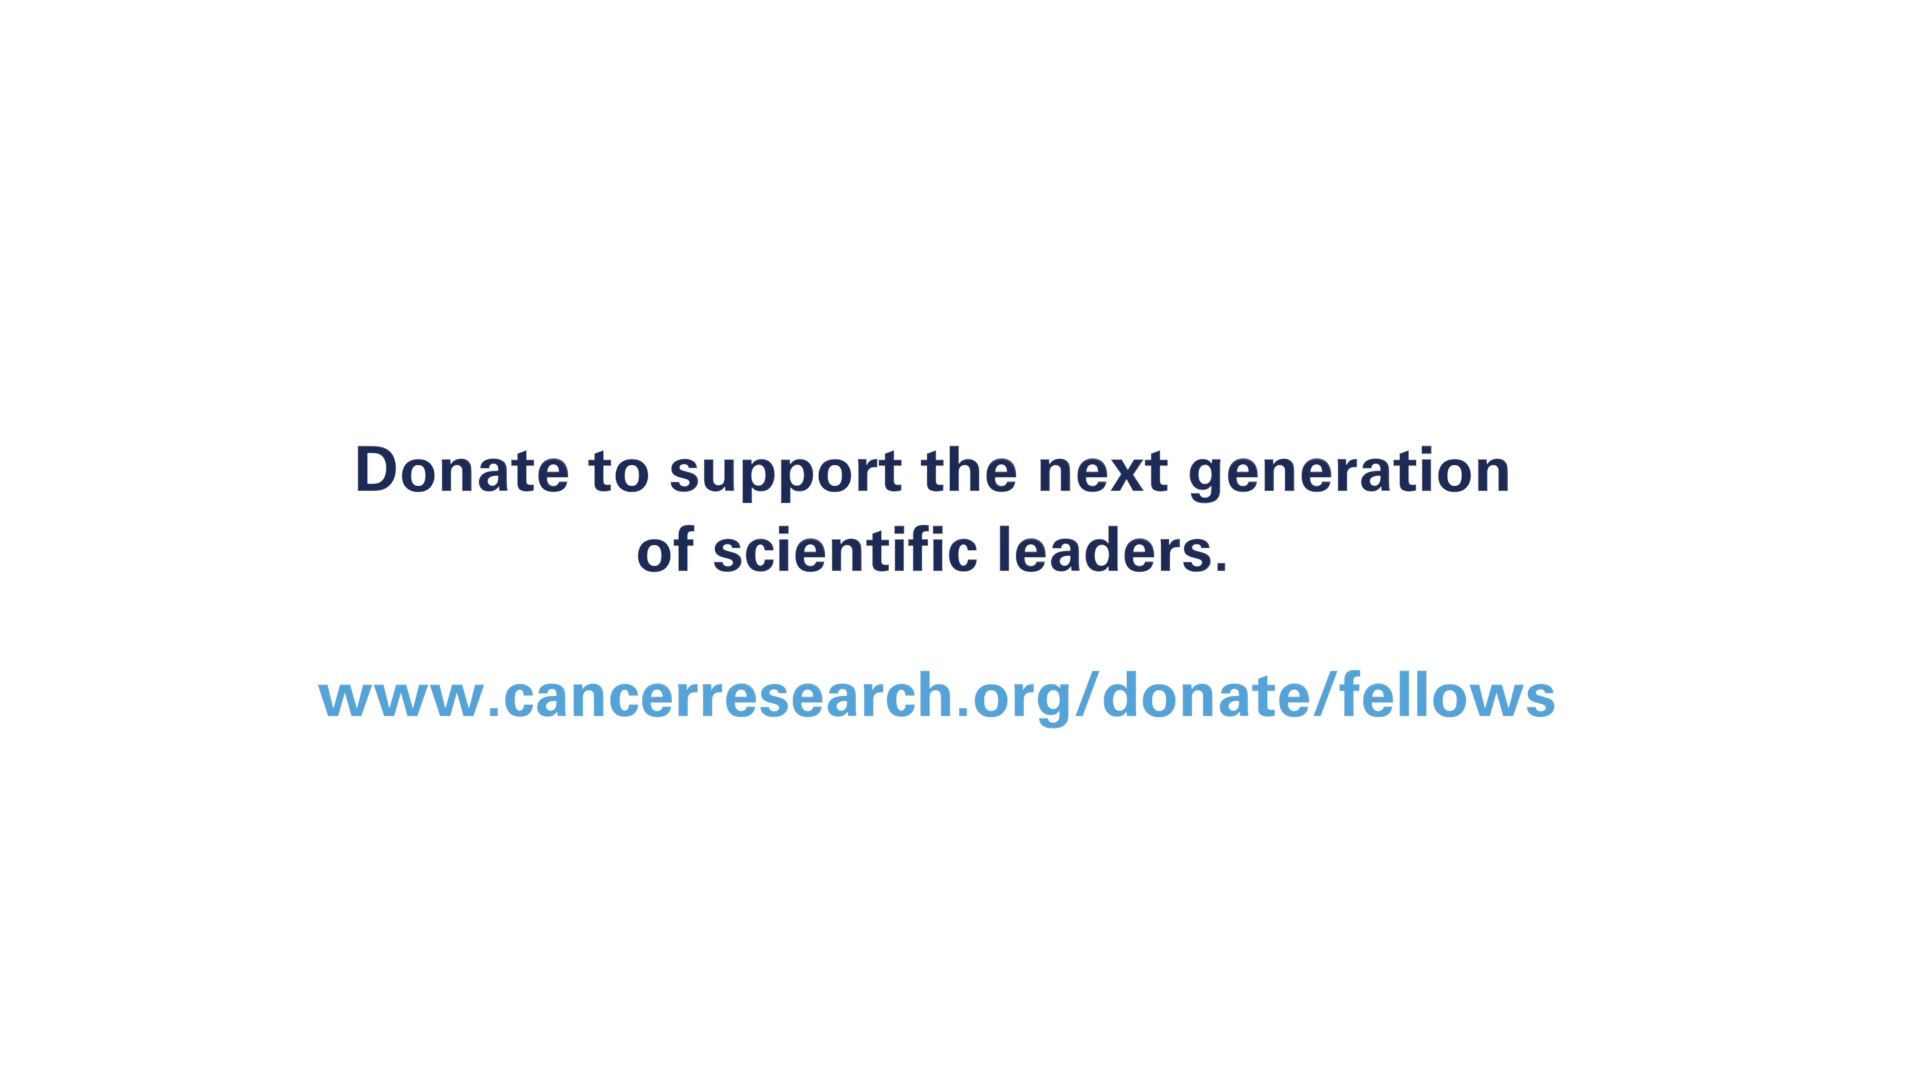 Donate to support the next generation
of scientific leaders.
www.cancerresearch.org/donate/fellows